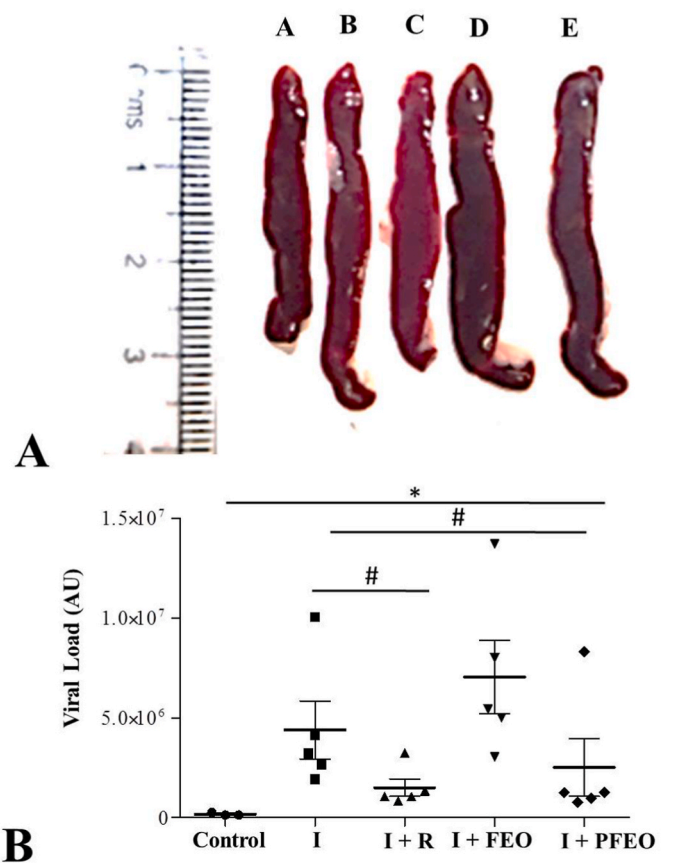 A B C D E
cms
1
2
3
A
*
#
#
1.5×10⁷
1.0×10⁷
5.0×10⁶
0
Viral Load (AU)
Control I I + R I + FEO I + PFEO
B